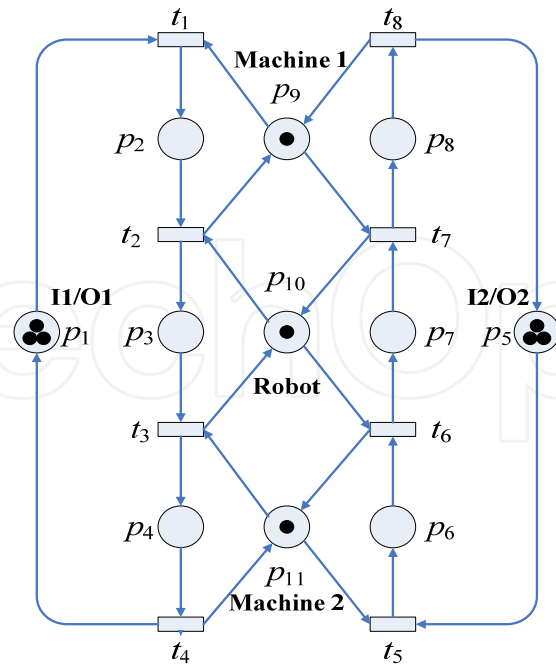 t1
t8
Machine 1
p9
p2
p8
t2
t7
p10
I1/O1
I2/O2
p1
p3
p7
p5
Robot
t3
t6
p4
p6
p11
Machine 2
t4
t5